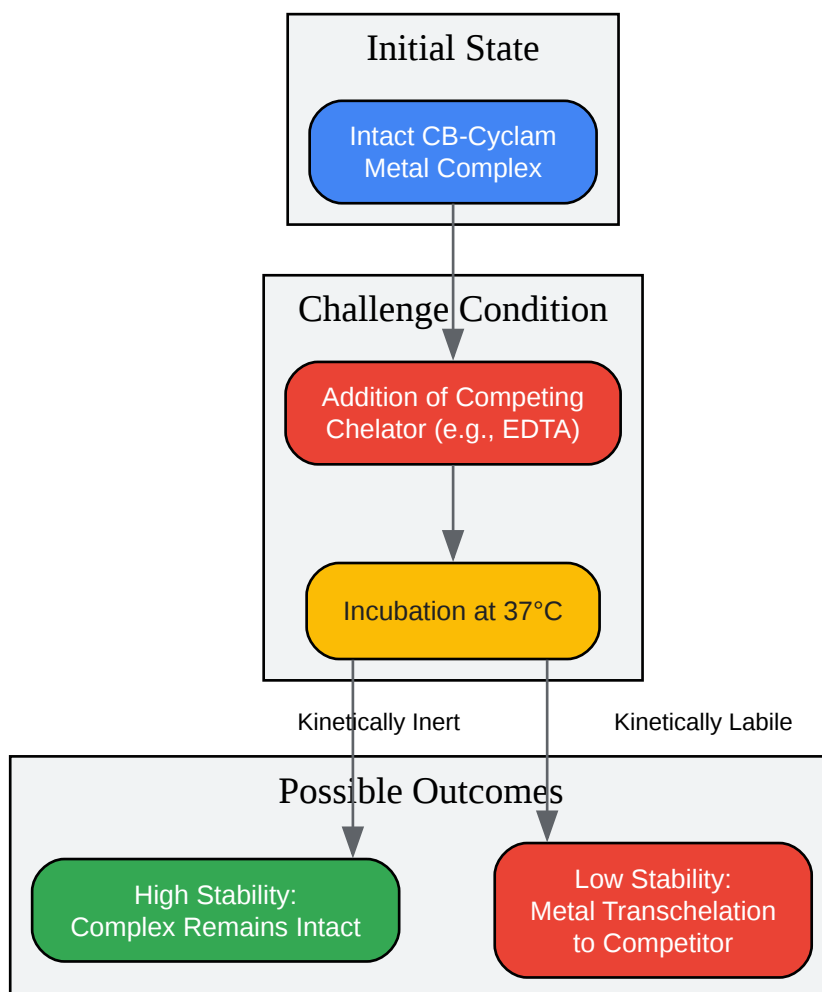 Initial State
Intact CB-Cyclam
Metal Complex
Challenge Condition
Addition of Competing
Chelator (e.g., EDTA)
Incubation at 37°C
Kinetically Inert
Kinetically Labile
Possible Outcomes
High Stability:
Complex Remains Intact
Low Stability:
Metal Transchelation
to Competitor